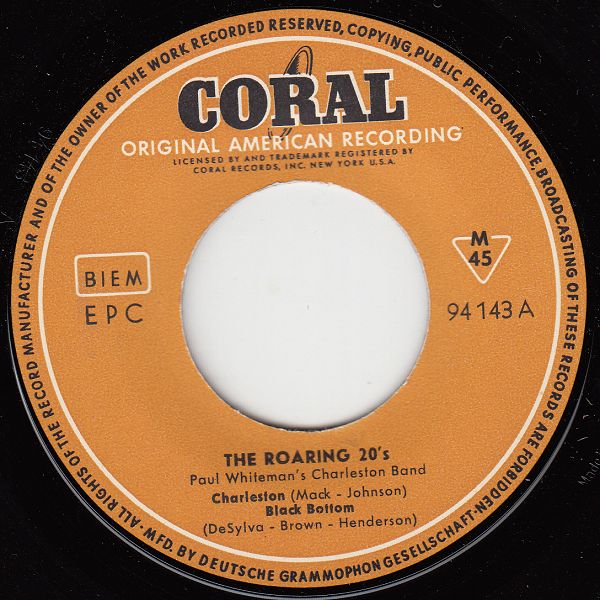 ALL RIGHTS OF THE RECORD MANUFACTURER AND OF THE OWNER OF THE WORK RECORDED RESERVED, COPYING, PUBLIC PERFORMANCE, BROADCASTING OF THESE RECORDS ARE FORBIDDEN·
CORAL
ORIGINAL AMERICAN RECORDING
LICENSED BY AND TRADEMARK REGISTERED BY
CORAL RECORDS, INC. NEW YORK U.S.A.
BIEM
EPC
M
45
94 143 A
THE ROARING 20's
Paul Whiteman's Charleston Band
Charleston (Mack - Johnson)
Black Bottom
(DeSylva - Brown - Henderson)
·MFD. BY DEUTSCHE GRAMMOPHON GESELLSCHAFT·